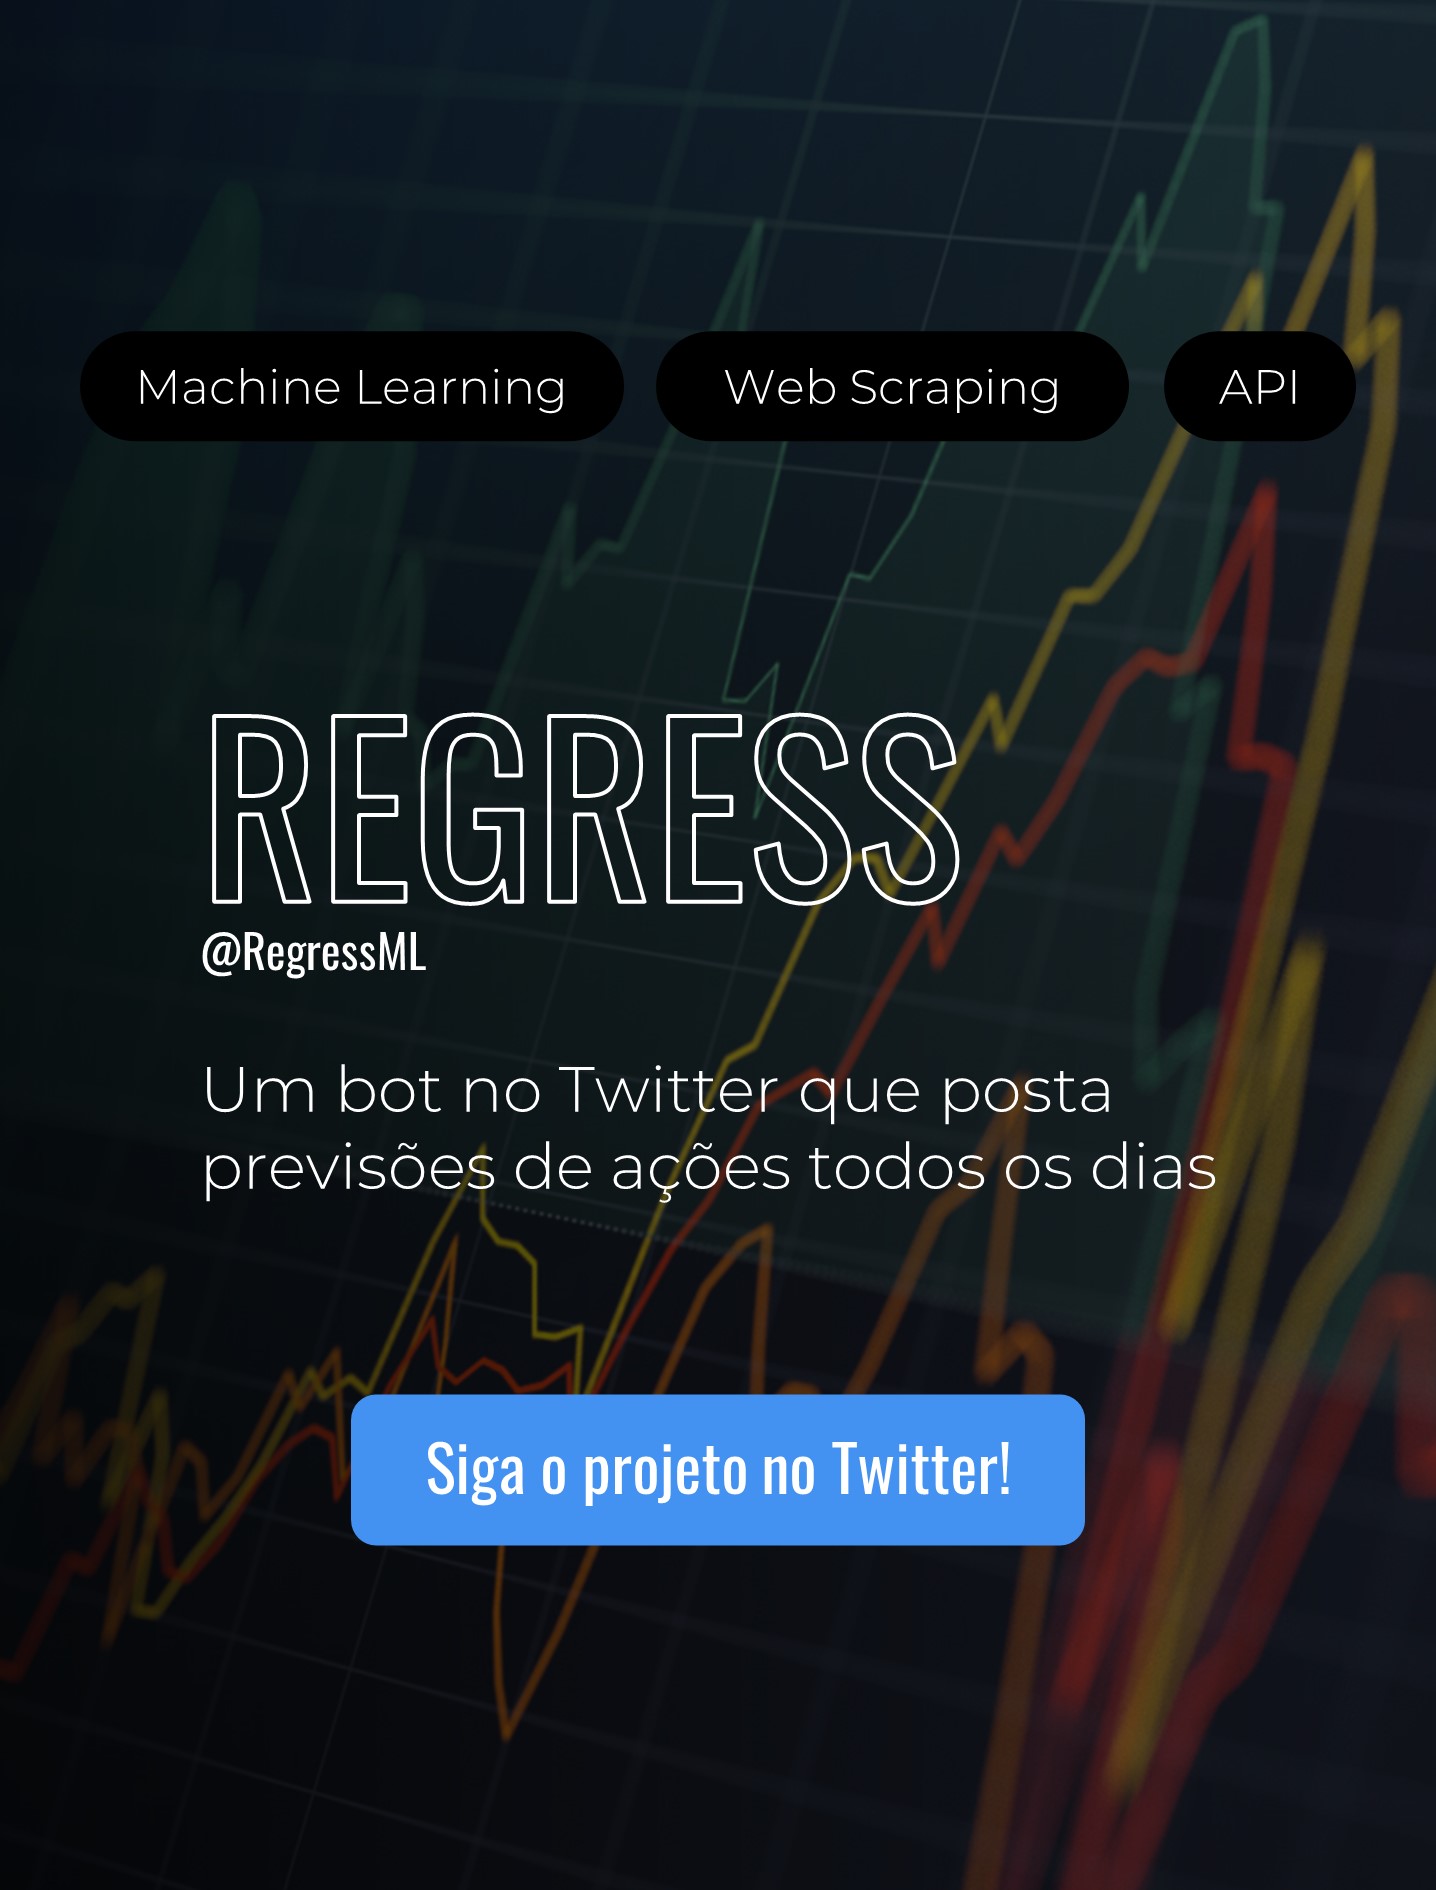 Machine Learning Web Scraping API
REGRESS
@RegressML
Um bot no Twitter que posta
previsões de ações todos os dias
Siga o projeto no Twitter!